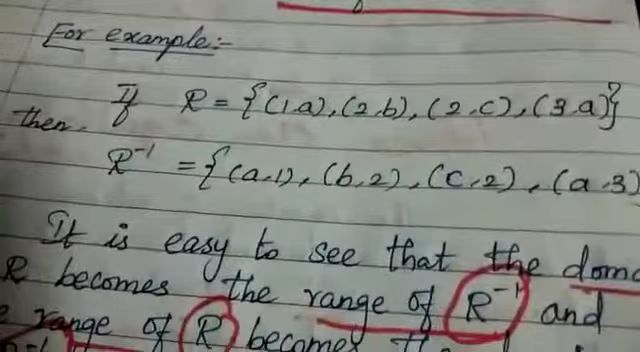 For example:-
If R = {(1,a), (2,b), (2,c), (3,a)}
then.
R⁻¹ = {(a,1), (b,2), (c,2), (a,3)
It is easy to see that the
R becomes the range of R⁻¹ and
range of R becomes